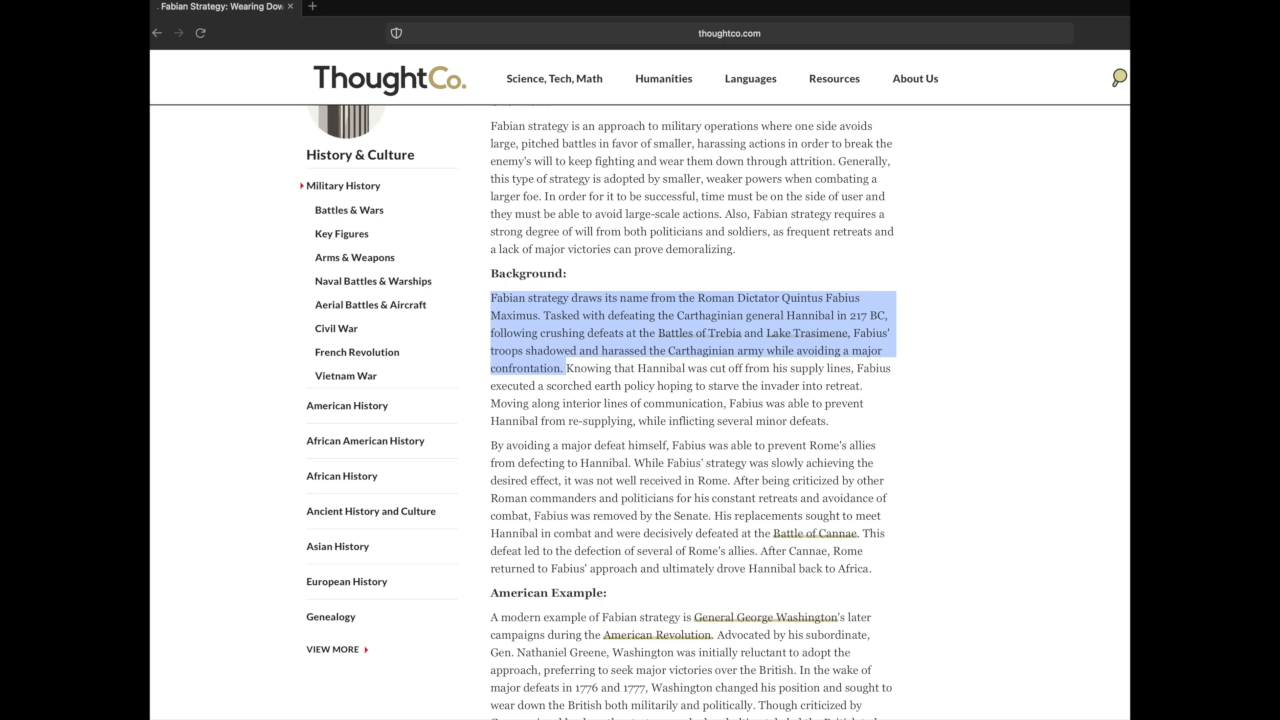 . Fabian Strategy: Wearing Dow
thoughtco.com
ThoughtCo.
Science, Tech, Math
Humanities
Languages
Resources
About Us
History & Culture
Military History
Battles & Wars
Key Figures
Arms & Weapons
Naval Battles & Warships
Aerial Battles & Aircraft
Civil War
French Revolution
Vietnam War
American History
African American History
African History
Ancient History and Culture
Asian History
European History
Genealogy
VIEW MORE
Fabian strategy is an approach to military operations where one side avoids
large, pitched battles in favor of smaller, harassing actions in order to break the
enemy's will to keep fighting and wear them down through attrition. Generally,
this type of strategy is adopted by smaller, weaker powers when combating a
larger foe. In order for it to be successful, time must be on the side of user and
they must be able to avoid large-scale actions. Also, Fabian strategy requires a
strong degree of will from both politicians and soldiers, as frequent retreats and
a lack of major victories can prove demoralizing.
Background:
Fabian strategy draws its name from the Roman Dictator Quintus Fabius
Maximus. Tasked with defeating the Carthaginian general Hannibal in 217 BC,
following crushing defeats at the Battles of Trebia and Lake Trasimene, Fabius'
troops shadowed and harassed the Carthaginian army while avoiding a major
confrontation. Knowing that Hannibal was cut off from his supply lines, Fabius
executed a scorched earth policy hoping to starve the invader into retreat.
Moving along interior lines of communication, Fabius was able to prevent
Hannibal from re-supplying, while inflicting several minor defeats.
By avoiding a major defeat himself, Fabius was able to prevent Rome's allies
from defecting to Hannibal. While Fabius' strategy was slowly achieving the
desired effect, it was not well received in Rome. After being criticized by other
Roman commanders and politicians for his constant retreats and avoidance of
combat, Fabius was removed by the Senate. His replacements sought to meet
Hannibal in combat and were decisively defeated at the Battle of Cannae. This
defeat led to the defection of several of Rome's allies. After Cannae, Rome
returned to Fabius' approach and ultimately drove Hannibal back to Africa.
American Example:
A modern example of Fabian strategy is General George Washington's later
campaigns during the American Revolution. Advocated by his subordinate,
Gen. Nathaniel Greene, Washington was initially reluctant to adopt the
approach, preferring to seek major victories over the British. In the wake of
major defeats in 1776 and 1777, Washington changed his position and sought to
wear down the British both militarily and politically. Though criticized by